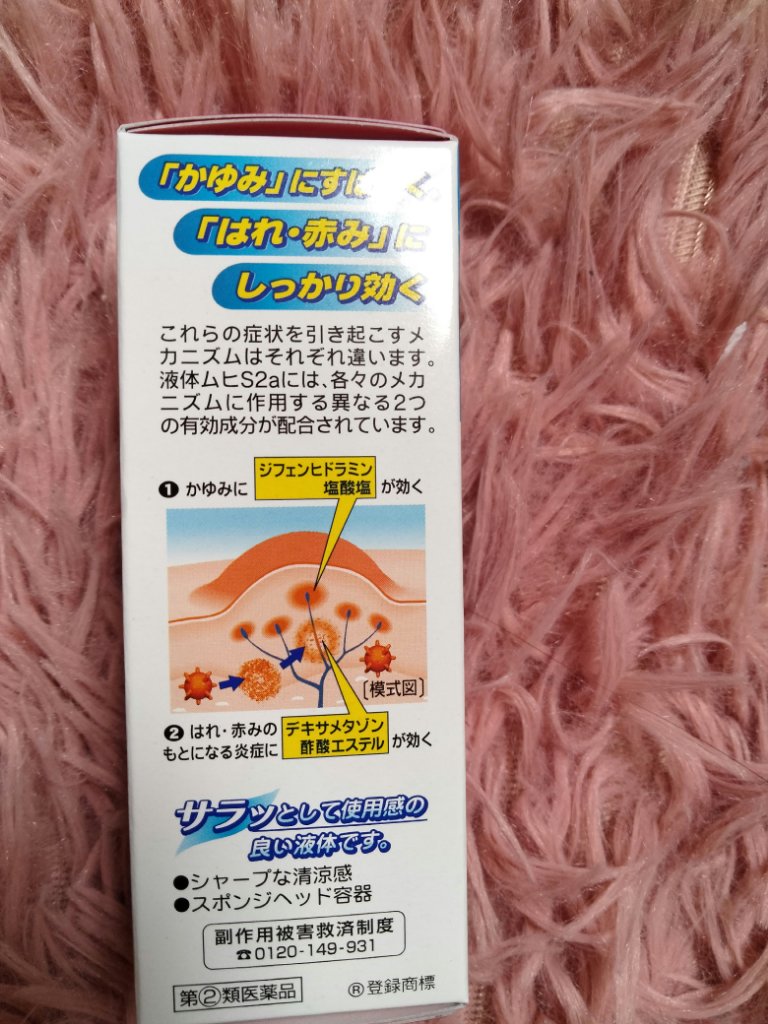 「かゆみ」にすば く、
「はれ・赤み」に
しっかり効く
これらの症状を引き起こすメ
カニズムはそれぞれ違います。
液体ムヒS2aには、各々のメカ
ニズムに作用する異なる2つ
の有効成分が配合されています。
❶ かゆみに ジフェンヒドラミン塩酸塩 が効く
〔模式図〕
❷ はれ・赤みの
もとになる炎症に デキサメタゾン酢酸エステル が効く
サラッとして使用感の
良い液体です。
●シャープな清涼感
●スポンジヘッド容器
副作用被害救済制度
☎0120-149-931
第②類医薬品
®登録商標